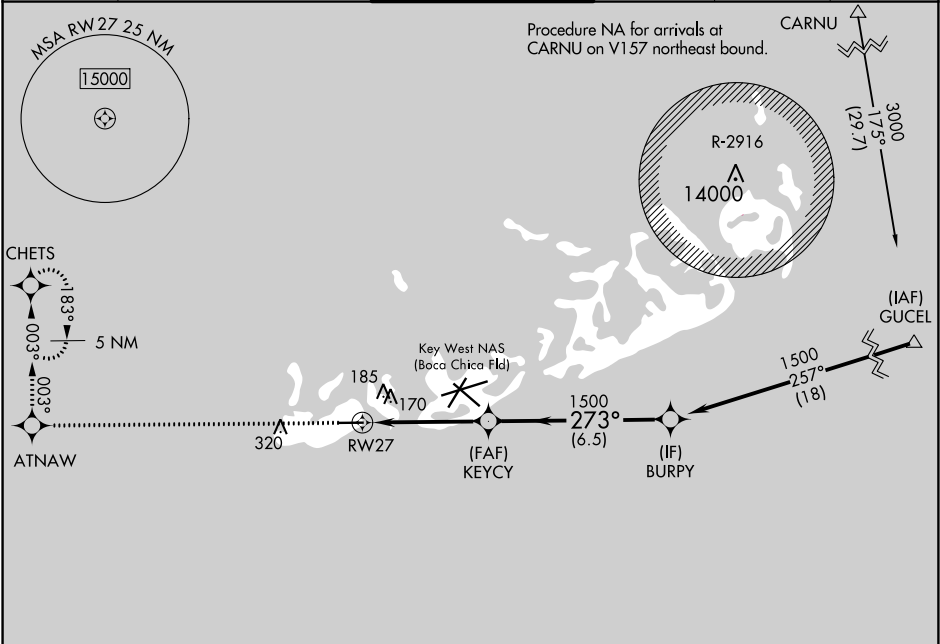 MSA RW27 25 NM
15000
Procedure NA for arrivals at
CARNU on V157 northeast bound.
CARNU
3000
175°
(29.7)
R-2916
14000
CHETS
183°
003°
5 NM
003°
ATNAW
(IAF)
GUCEL
1500
257°
(18)
Key West NAS
(Boca Chica Fld)
185
170
320
RW27
(FAF)
KEYCY
1500
273°
(6.5)
(IF)
BURPY